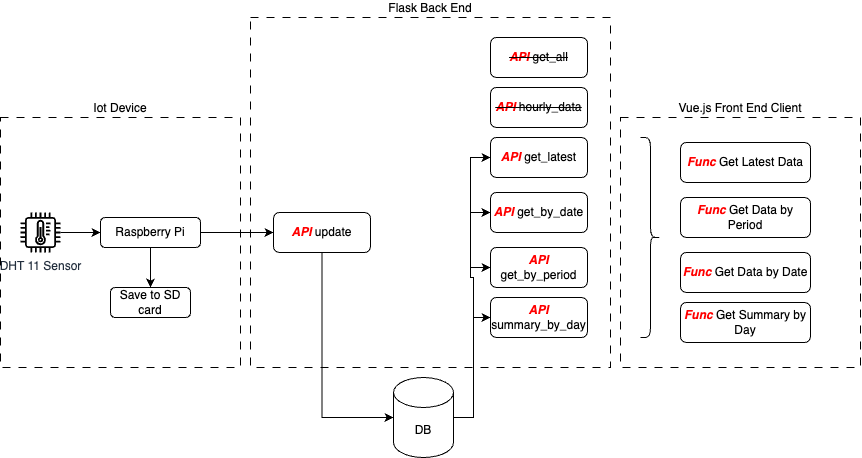 Flask Back End
API get_all
Iot Device
API hourly_data
Vue.js Front End Client
API get_latest
Func Get Latest Data
API get_by_date
Func Get Data by
Period
Raspberry Pi
API update
DHT 11 Sensor
API
get_by_period
Func Get Data by Date
Save to SD
card
API
summary_by_day
Func Get Summary by
Day
DB